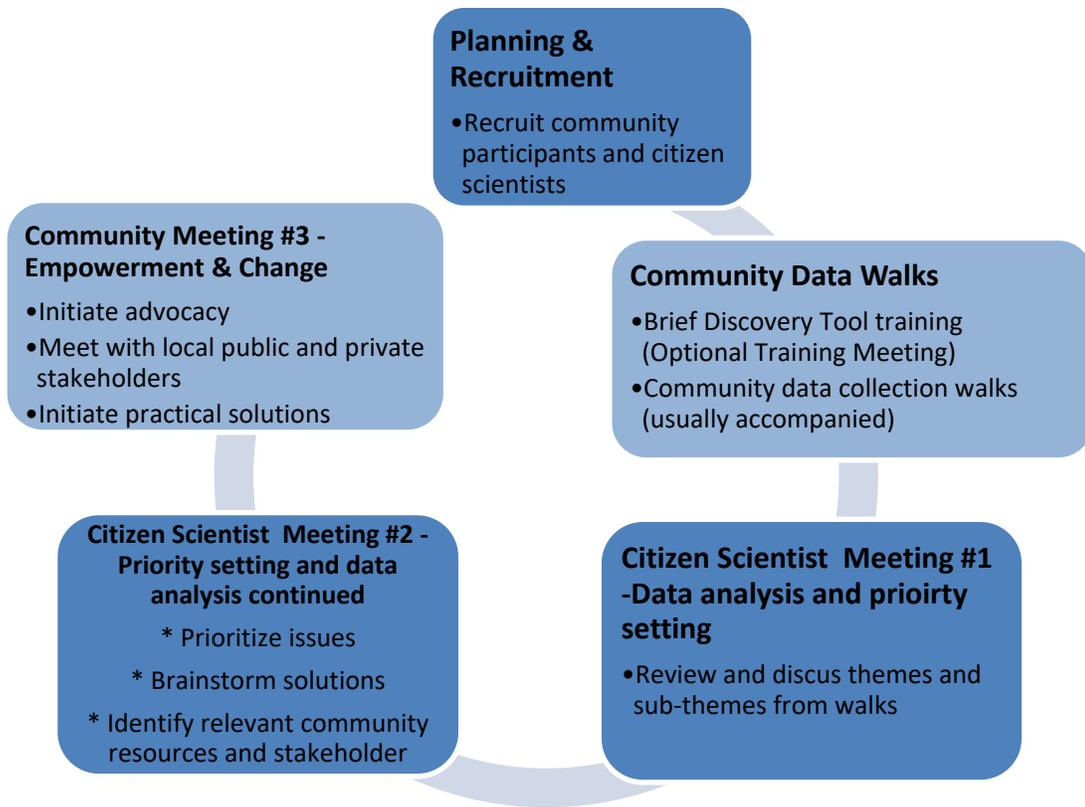 Planning &
Recruitment
•Recruit community
participants and citizen
scientists
Community Data Walks
•Brief Discovery Tool training
(Optional Training Meeting)
•Community data collection walks
(usually accompanied)
Citizen Scientist  Meeting #1
-Data analysis and prioirty
setting
•Review and discus themes and
sub-themes from walks
Citizen Scientist  Meeting #2 -
Priority setting and data
analysis continued
* Prioritize issues
* Brainstorm solutions
* Identify relevant community
resources and stakeholder
Community Meeting #3 -
Empowerment & Change
•Initiate advocacy
•Meet with local public and private
stakeholders
•Initiate practical solutions